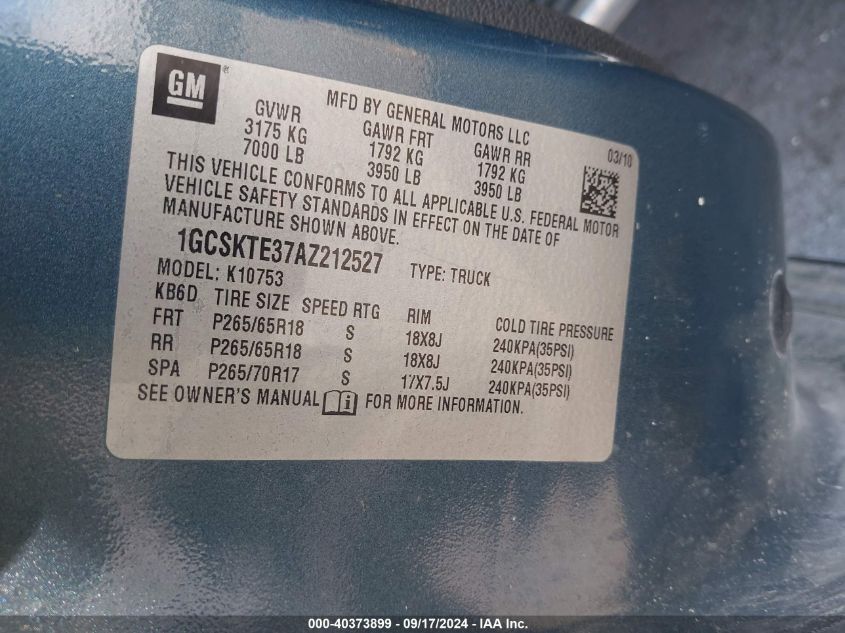 GM
MFD BY GENERAL MOTORS LLC
03/10
GVWR GAWR FRT GAWR RR
3175 KG 1792 KG 1792 KG
7000 LB 3950 LB 3950 LB
THIS VEHICLE CONFORMS TO ALL APPLICABLE U.S. FEDERAL MOTOR
VEHICLE SAFETY STANDARDS IN EFFECT ON THE DATE OF
MANUFACTURE SHOWN ABOVE.
1GCSKTE37AZ212527 TYPE: TRUCK
MODEL: K10753
KB6D TIRE SIZE SPEED RTG RIM COLD TIRE PRESSURE
FRT P265/65R18 S 18X8J 240KPA(35PSI)
RR P265/65R18 S 18X8J 240KPA(35PSI)
SPA P265/70R17 S 17X7.5J 240KPA(35PSI)
SEE OWNER'S MANUAL i FOR MORE INFORMATION.
000-40373899 • 09/17/2024 - IAA Inc.